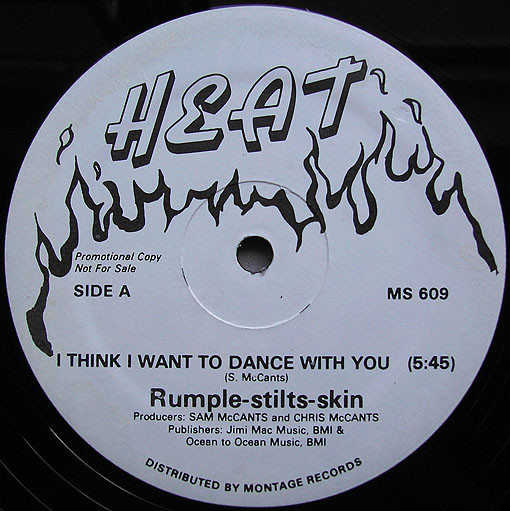 HEAT
Promotional Copy
Not For Sale
SIDE A
MS 609
I THINK I WANT TO DANCE WITH YOU (5:45)
(S. McCants)
Rumple-stilts-skin
Producers: SAM McCANTS and CHRIS McCANTS
Publishers: Jimi Mac Music, BMI &
Ocean to Ocean Music, BMI
DISTRIBUTED BY MONTAGE RECORDS